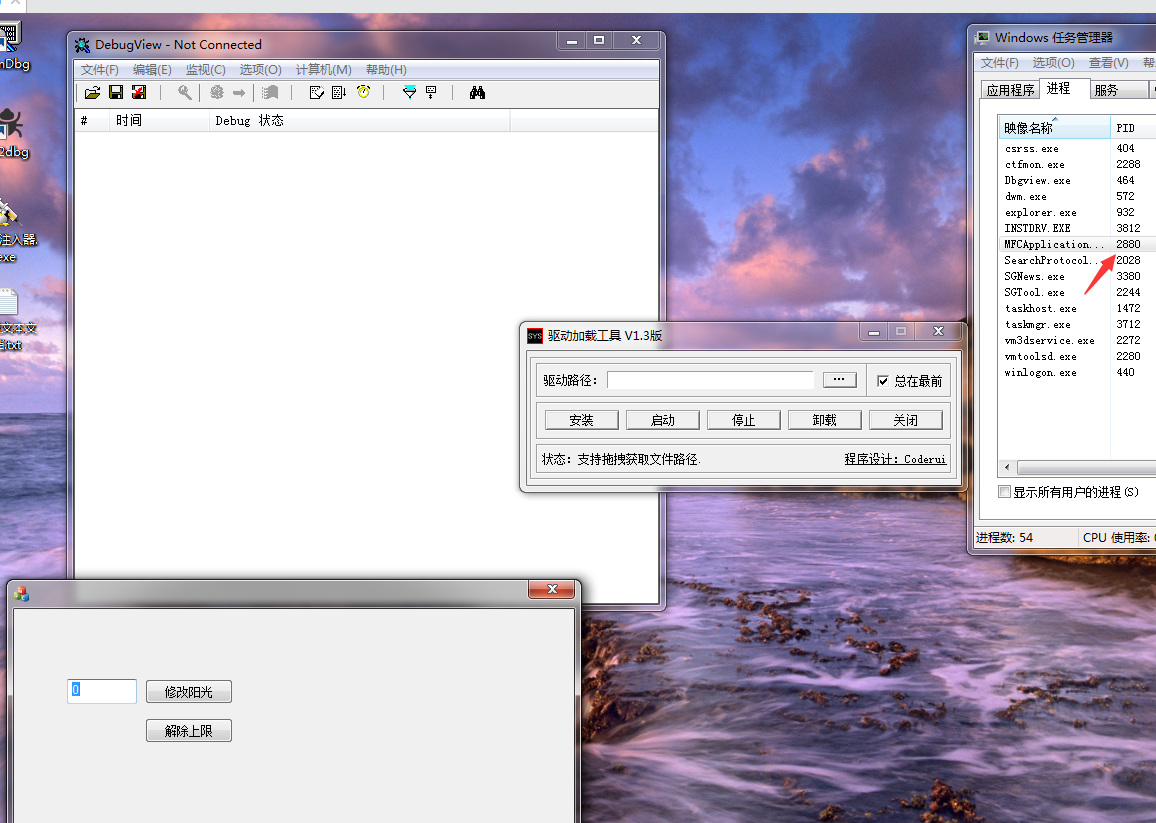 nDbg
2dbg
注入器.
exe
文本文
txt
DebugView - Not Connected
文件(F) 编辑(E) 监视(C) 选项(O) 计算机(M) 帮助(H)
# 时间 Debug 状态
SYS 驱动加载工具 V1.3版
驱动路径: ... 总在最前
安装 启动 停止 卸载 关闭
状态: 支持拖拽获取文件路径. 程序设计: Coderui
0 修改阳光
解除上限
Windows 任务管理器
文件(F) 选项(O) 查看(V) 帮
应用程序 进程 服务
映像名称 PID
csrss.exe 404
ctfmon.exe 2288
Dbgview.exe 464
dwm.exe 572
explorer.exe 932
INSTDRV.EXE 3812
MFCApplication... 2880
SearchProtocol... 2028
SGNews.exe 3380
SGTool.exe 2244
taskhost.exe 1472
taskmgr.exe 3712
vm3dservice.exe 2272
vmtoolsd.exe 2280
winlogon.exe 440
显示所有用户的进程(S)
进程数: 54 CPU 使用率: